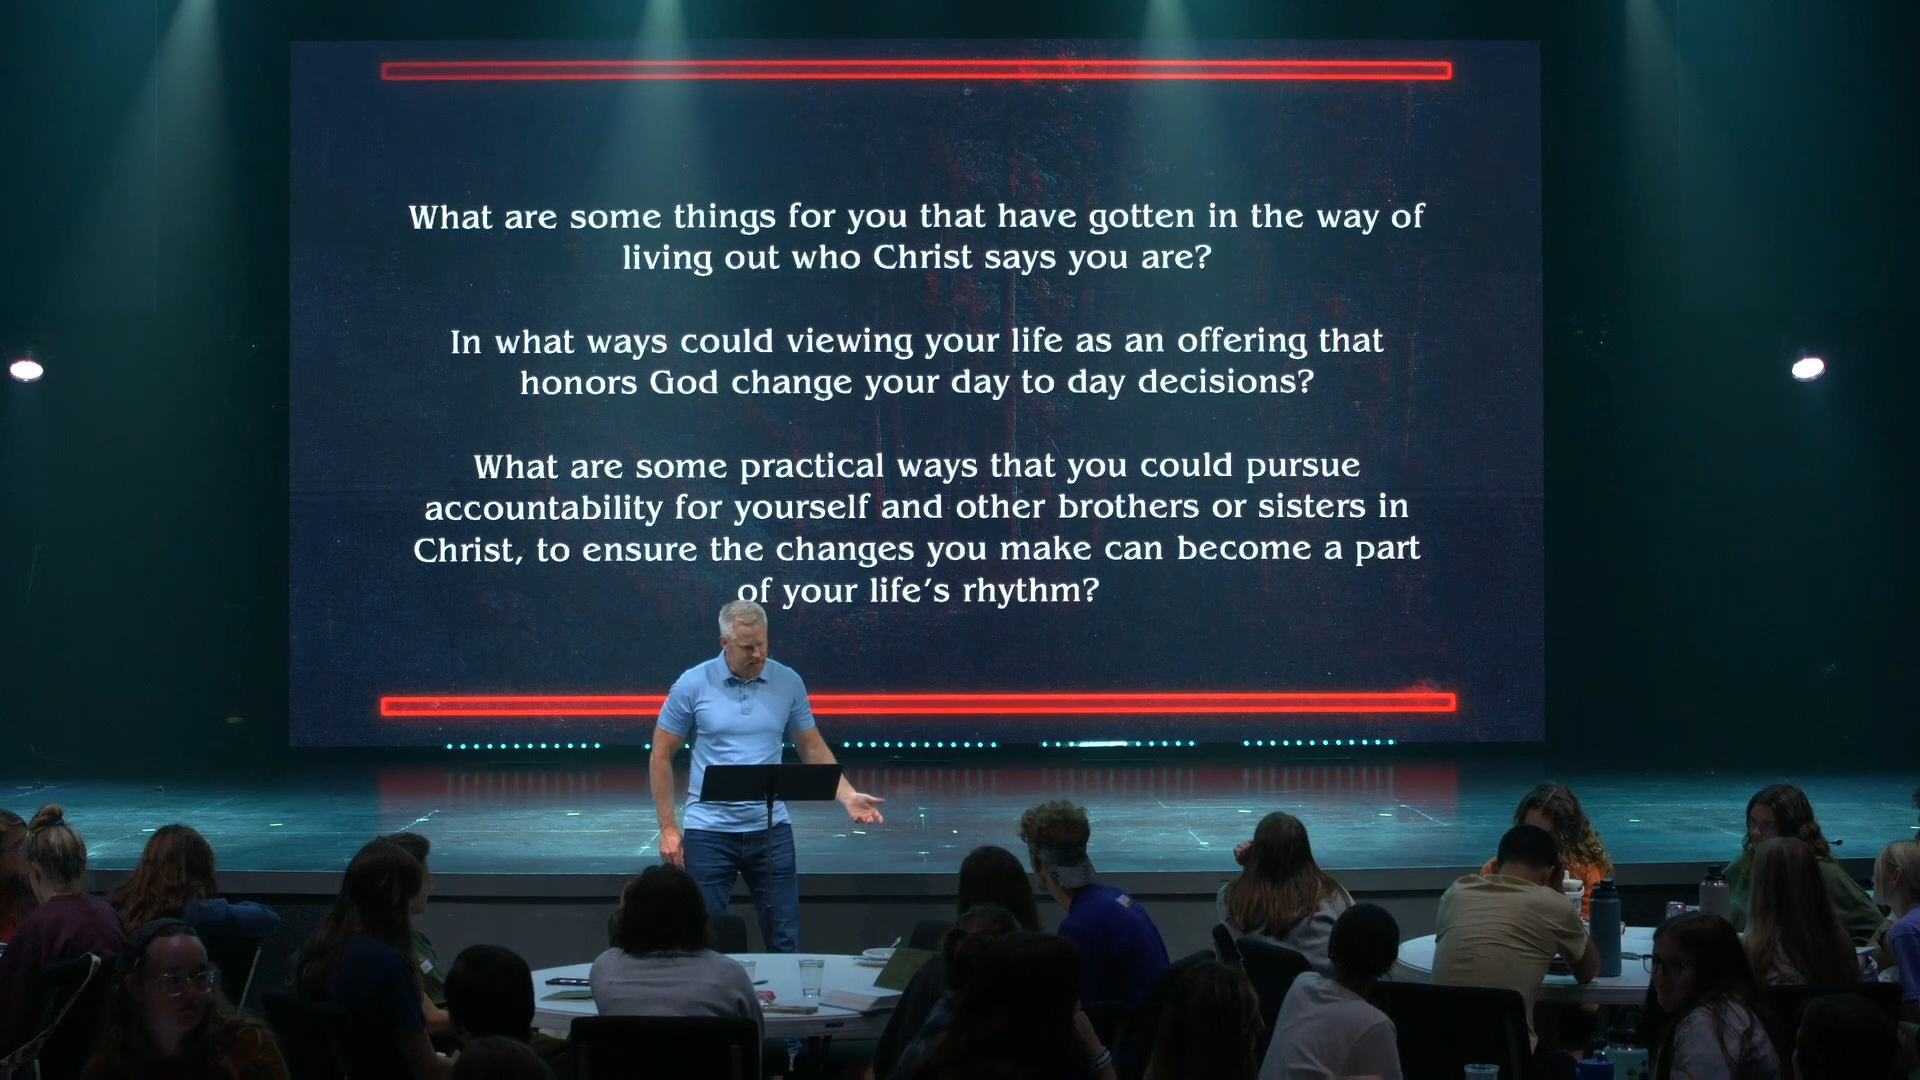 What are some things for you that have gotten in the way of
living out who Christ says you are?
In what ways could viewing your life as an offering that
honors God change your day to day decisions?
What are some practical ways that you could pursue
accountability for yourself and other brothers or sisters in
Christ, to ensure the changes you make can become a part
of your life’s rhythm?